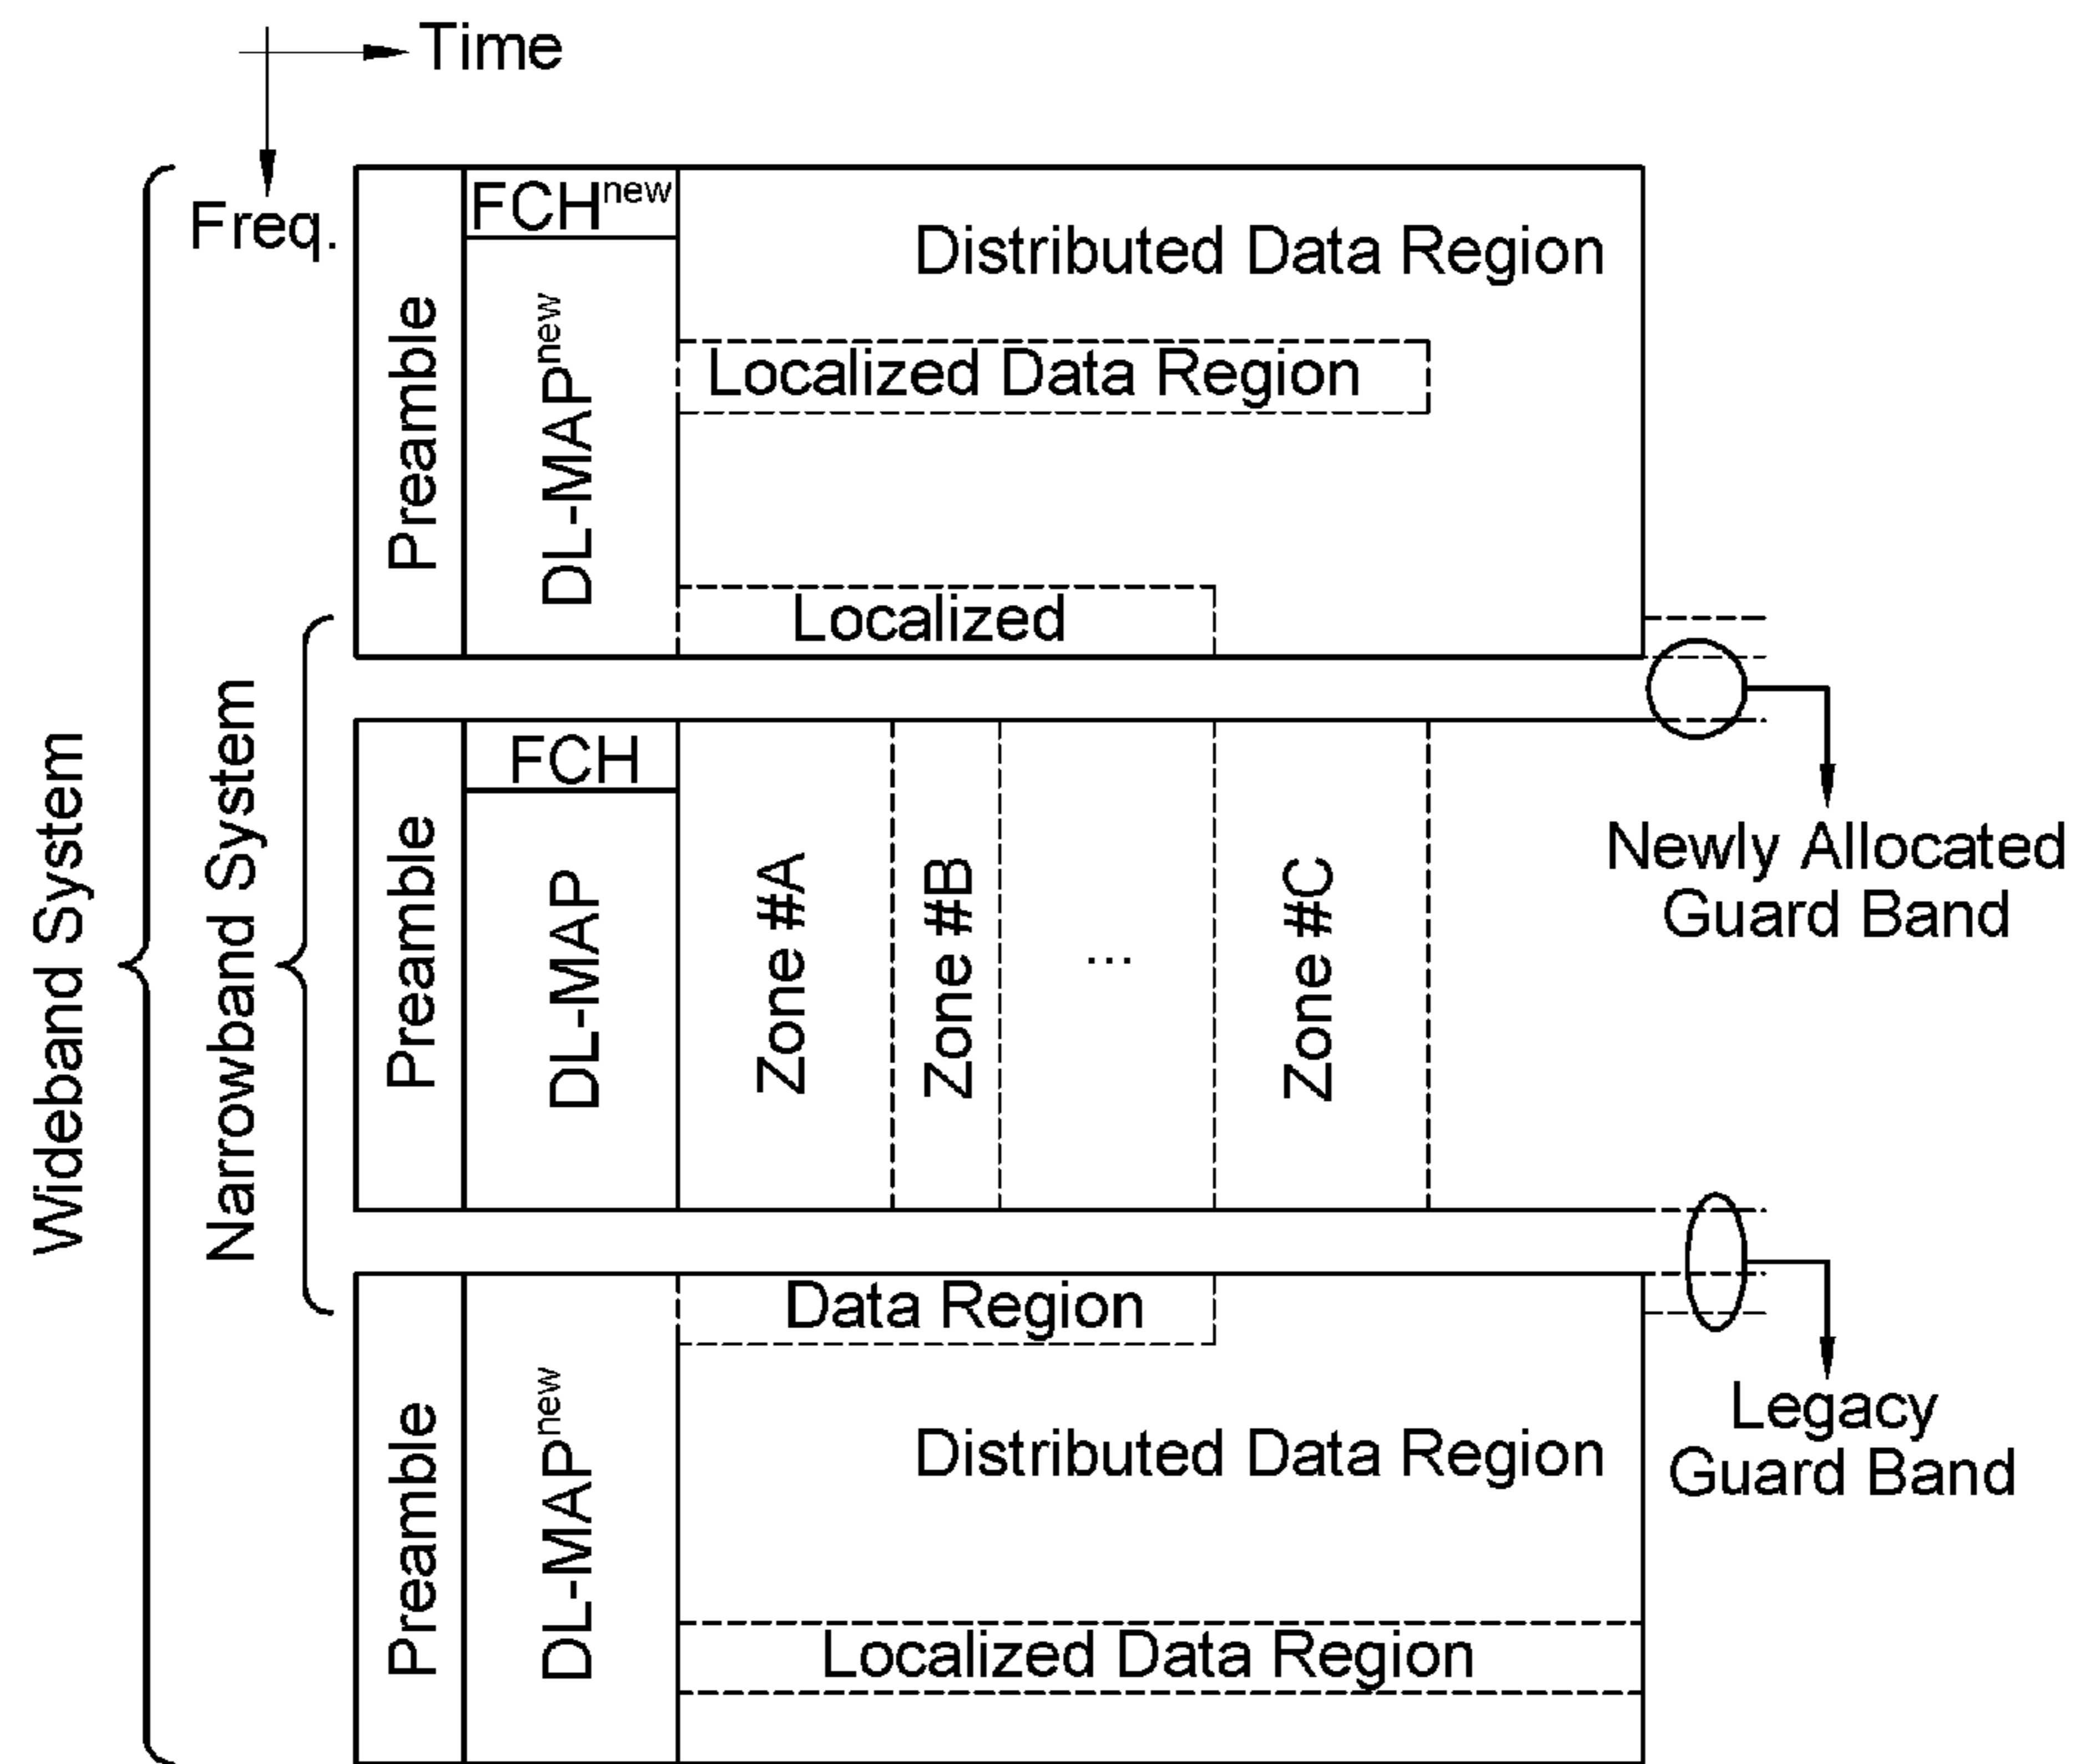 Time
Freq.
Wideband System
Narrowband System
Preamble
FCHnew
DL-MAPnew
Distributed Data Region
Localized Data Region
Localized
Newly Allocated
Guard Band
Preamble
FCH
DL-MAP
Zone #A
Zone #B
...
Zone #C
Legacy
Guard Band
Preamble
DL-MAPnew
Data Region
Distributed Data Region
Localized Data Region